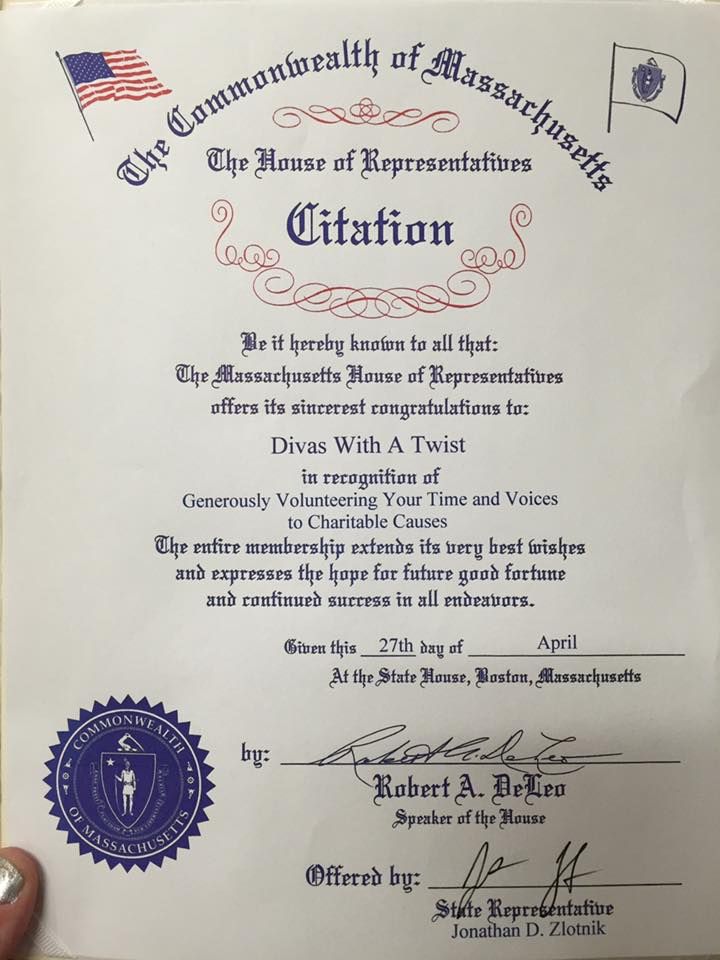 The Commonwealth of Massachusetts
The House of Representatives
Citation
Be it hereby known to all that:
The Massachusetts House of Representatives
offers its sincerest congratulations to:
Divas With A Twist
in recognition of
Generously Volunteering Your Time and Voices
to Charitable Causes
The entire membership extends its very best wishes
and expresses the hope for future good fortune
and continued success in all endeavors.
Given this 27th day of April
At the State House, Boston, Massachusetts
COMMONWEALTH
OF MASSACHUSETTS
by: Robert A. DeLeo
Robert A. DeLeo
Speaker of the House
Offered by:
State Representative
Jonathan D. Zlotnik